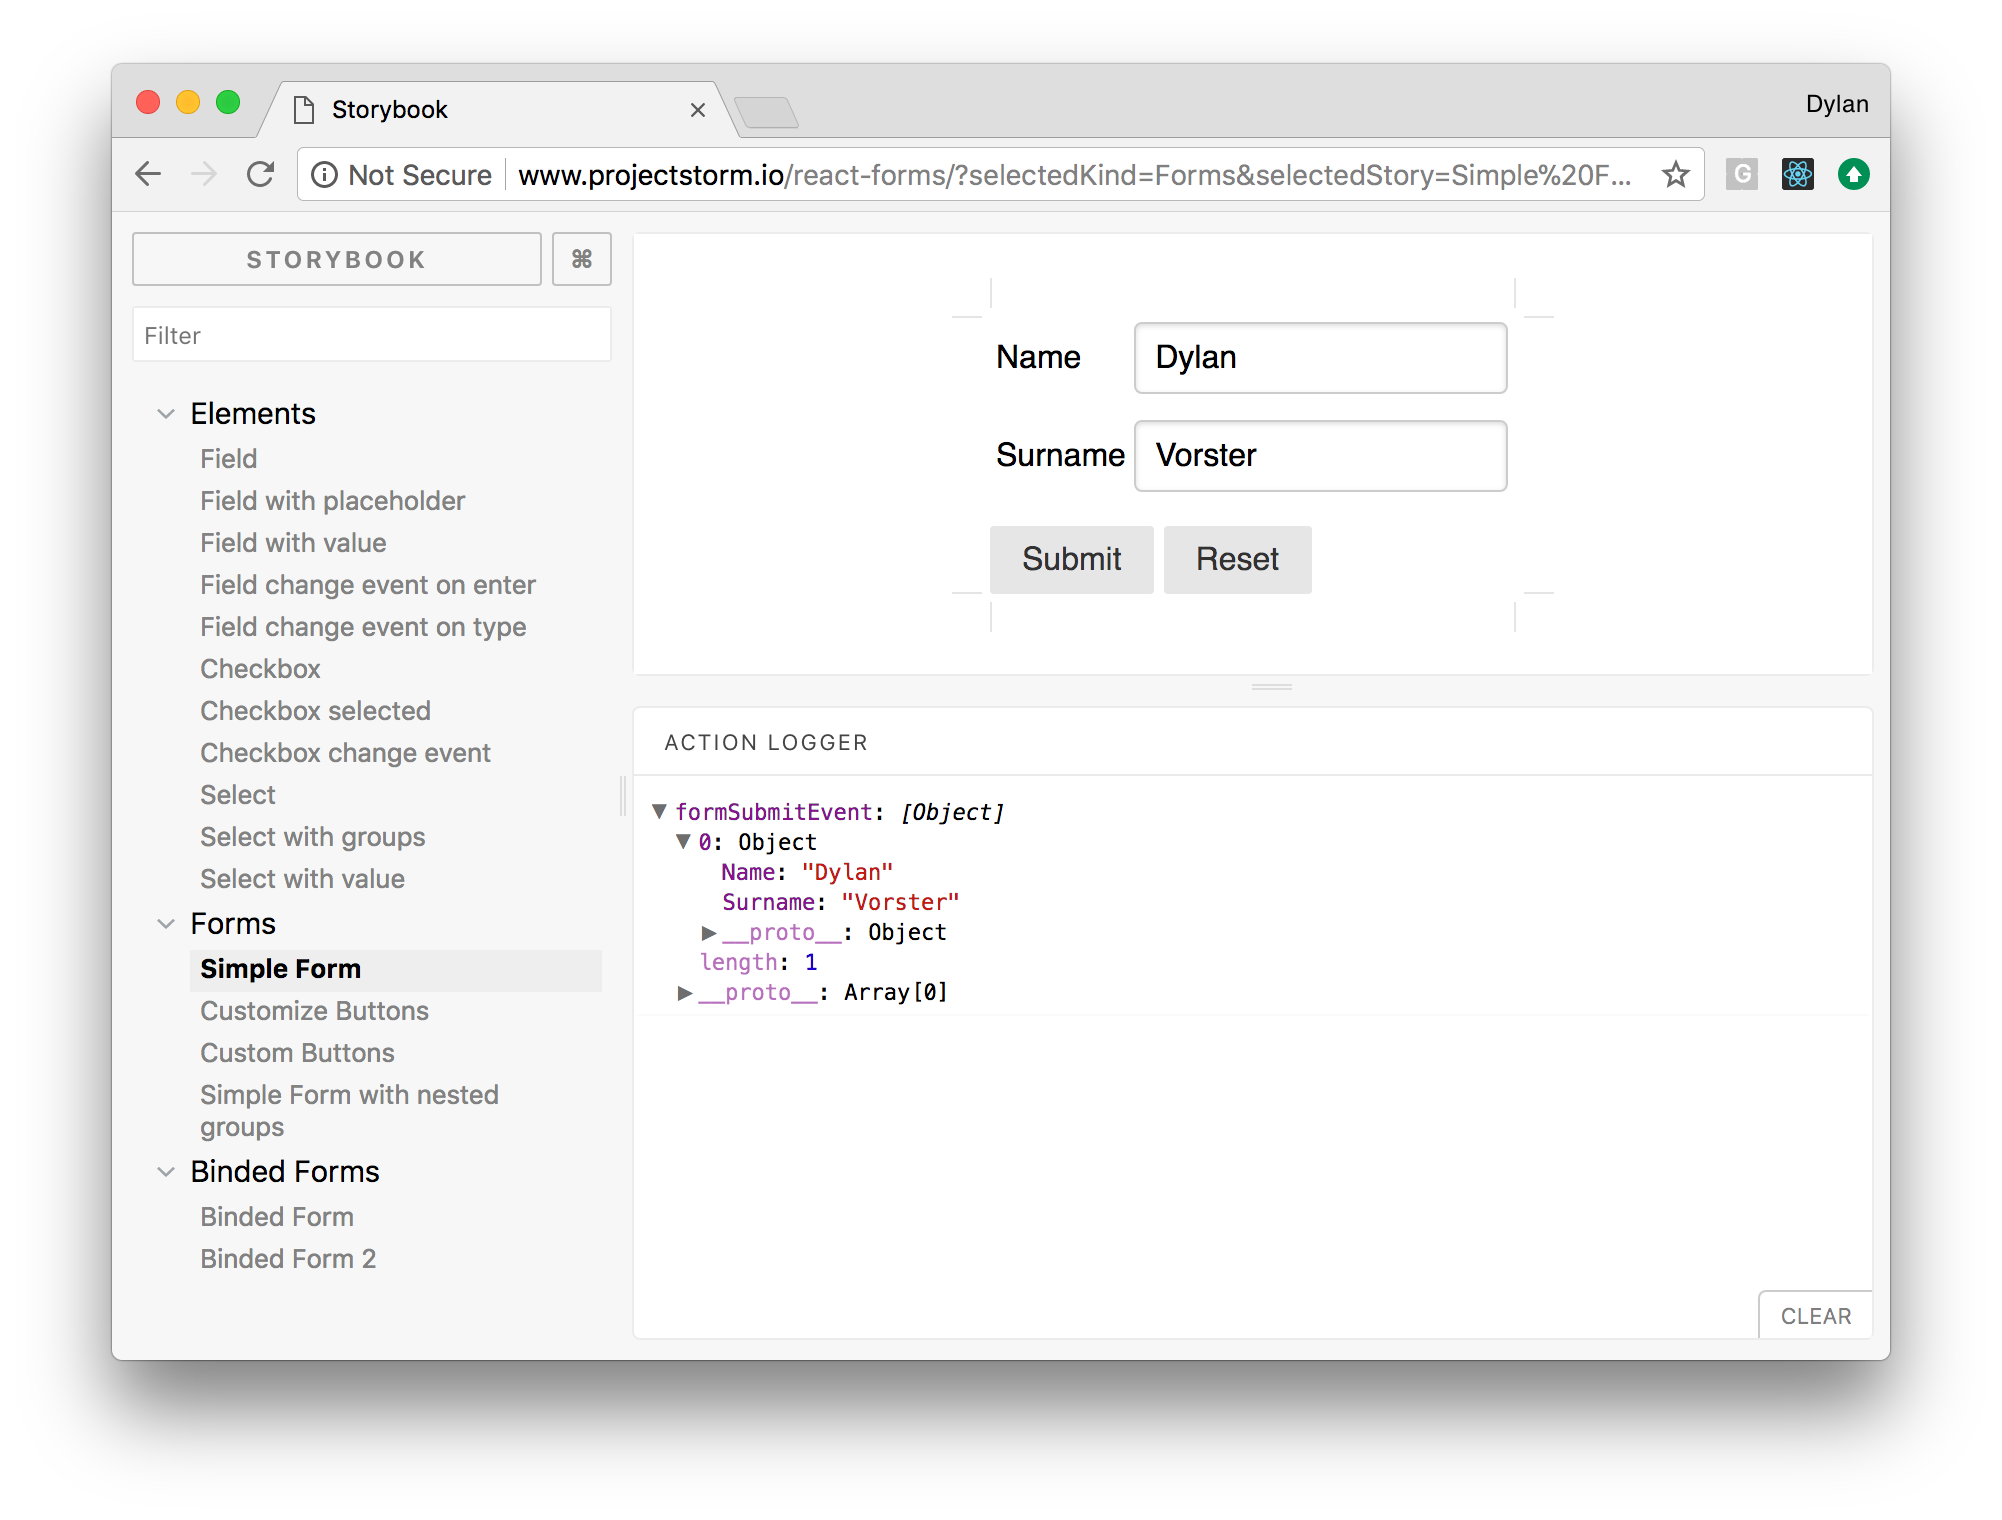 Storybook
Dylan
Not Secure
www.projectstorm.io/react-forms/?selectedKind=Forms&selectedStory=Simple%20F...
G
STORYBOOK
⌘
Filter
Elements
Field
Field with placeholder
Field with value
Field change event on enter
Field change event on type
Checkbox
Checkbox selected
Checkbox change event
Select
Select with groups
Select with value
Forms
Simple Form
Customize Buttons
Custom Buttons
Simple Form with nested
groups
Binded Forms
Binded Form
Binded Form 2
Name
Dylan
Surname
Vorster
Submit
Reset
ACTION LOGGER
formSubmitEvent: [Object]
0: Object
Name: "Dylan"
Surname: "Vorster"
__proto__: Object
length: 1
__proto__: Array[0]
CLEAR